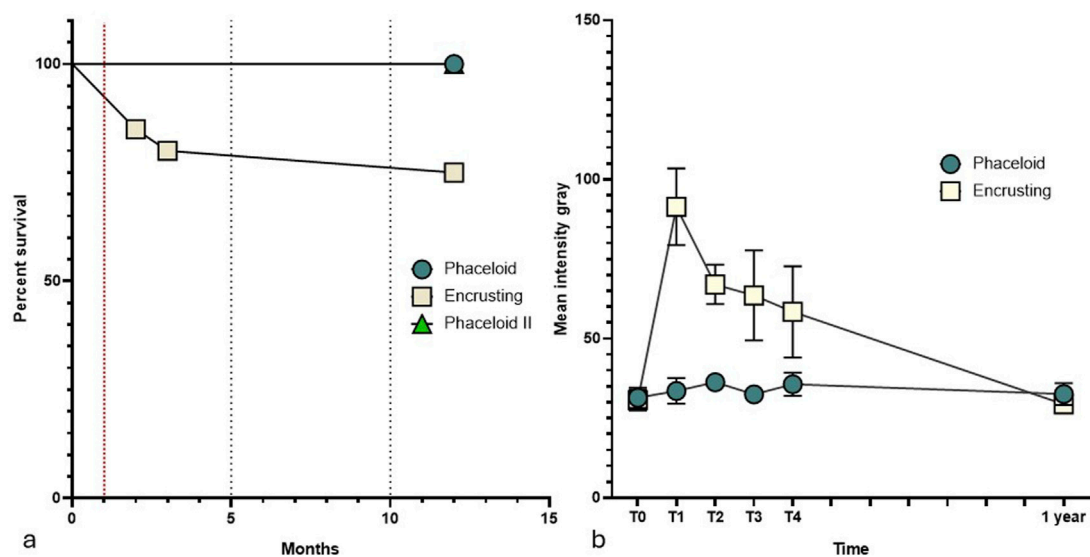 100
50
0
Percent survival
Phaceloid
Encrusting
Phaceloid II
0
5
10
15
Months
a
150
100
50
0
Mean intensity gray
Phaceloid
Encrusting
T0
T1
T2
T3
T4
1 year
Time
b